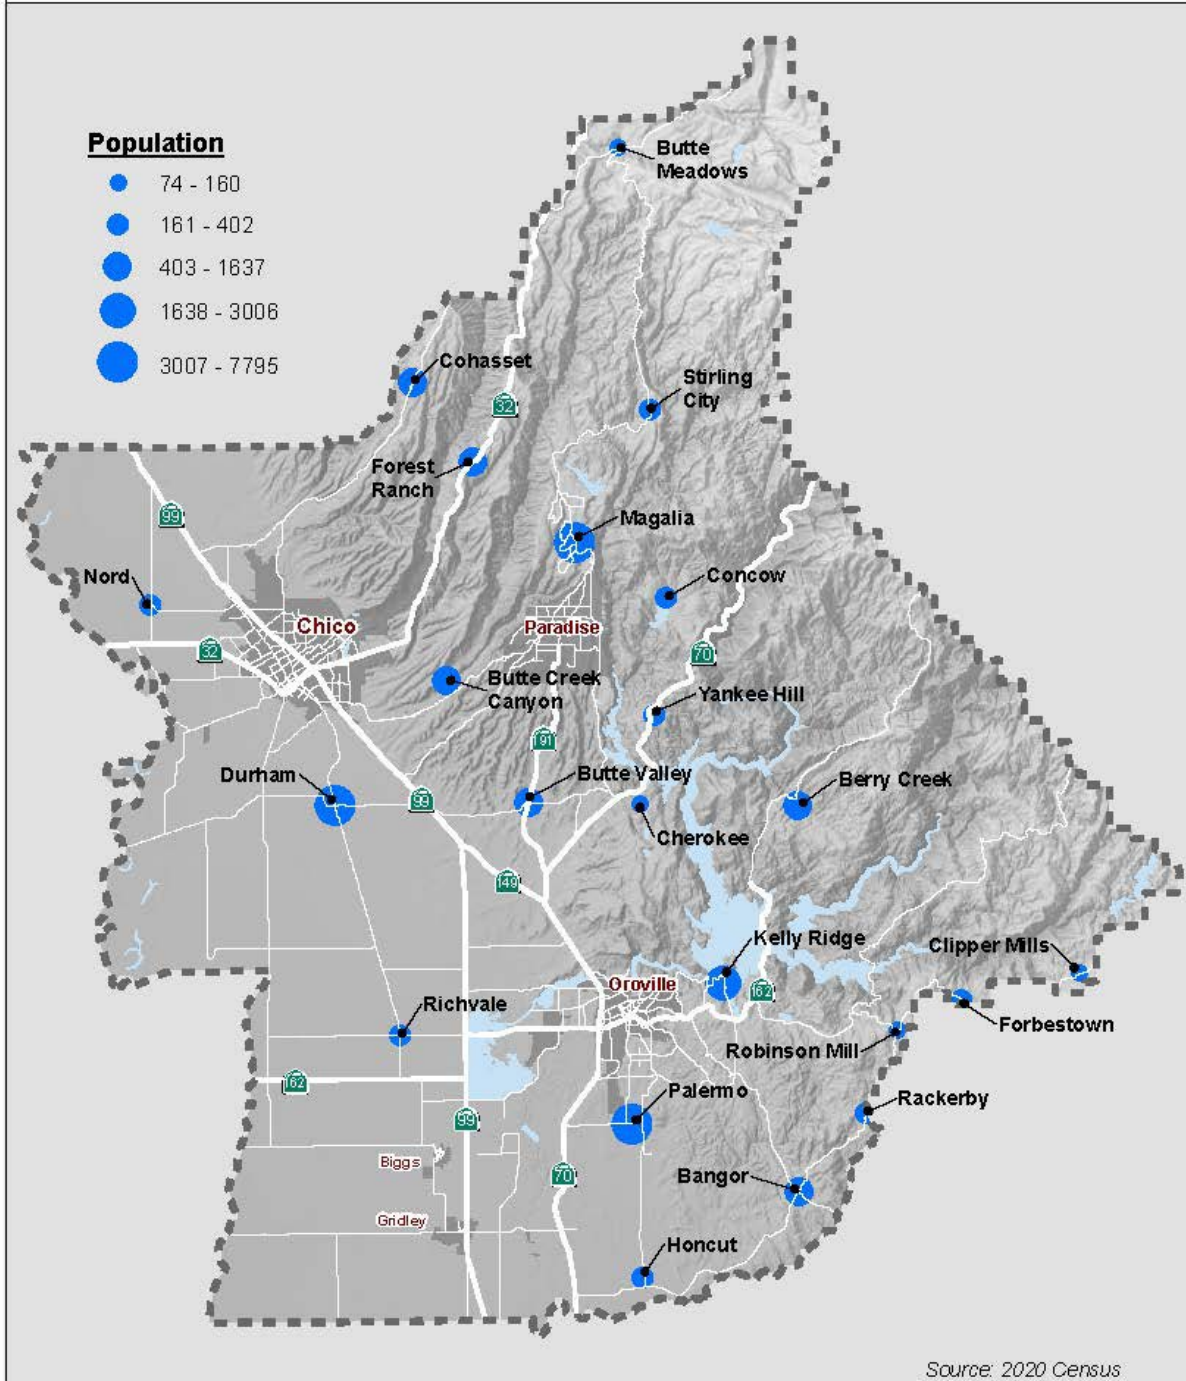 Population
74 - 160
161 - 402
403 - 1637
1638 - 3006
3007 - 7795
Butte
Meadows
Cohasset
32
Stirling
City
Forest
Ranch
99
Magalia
Nord
Concow
Chico
Paradise
32
70
Butte Creek
Canyon
Yankee Hill
191
Durham
Butte Valley
Berry Creek
99
Cherokee
149
Kelly Ridge
Clipper Mills
Oroville
162
Richvale
Forbestown
Robinson Mill
162
Palermo
Rackerby
99
Biggs
70
Bangor
Gridley
Honcut
Source: 2020 Census